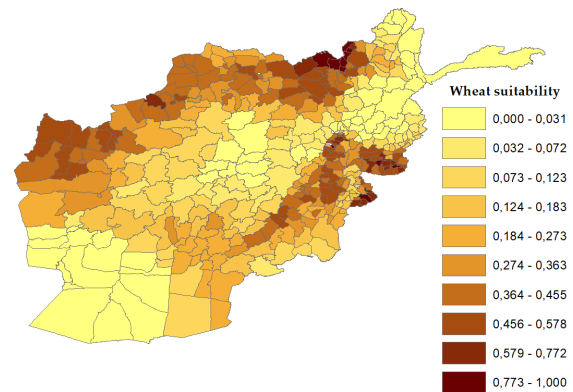 Wheat suitability
0,000 - 0,031
0,032 - 0,072
0,073 - 0,123
0,124 - 0,183
0,184 - 0,273
0,274 - 0,363
0,364 - 0,455
0,456 - 0,578
0,579 - 0,772
0,773 - 1,000